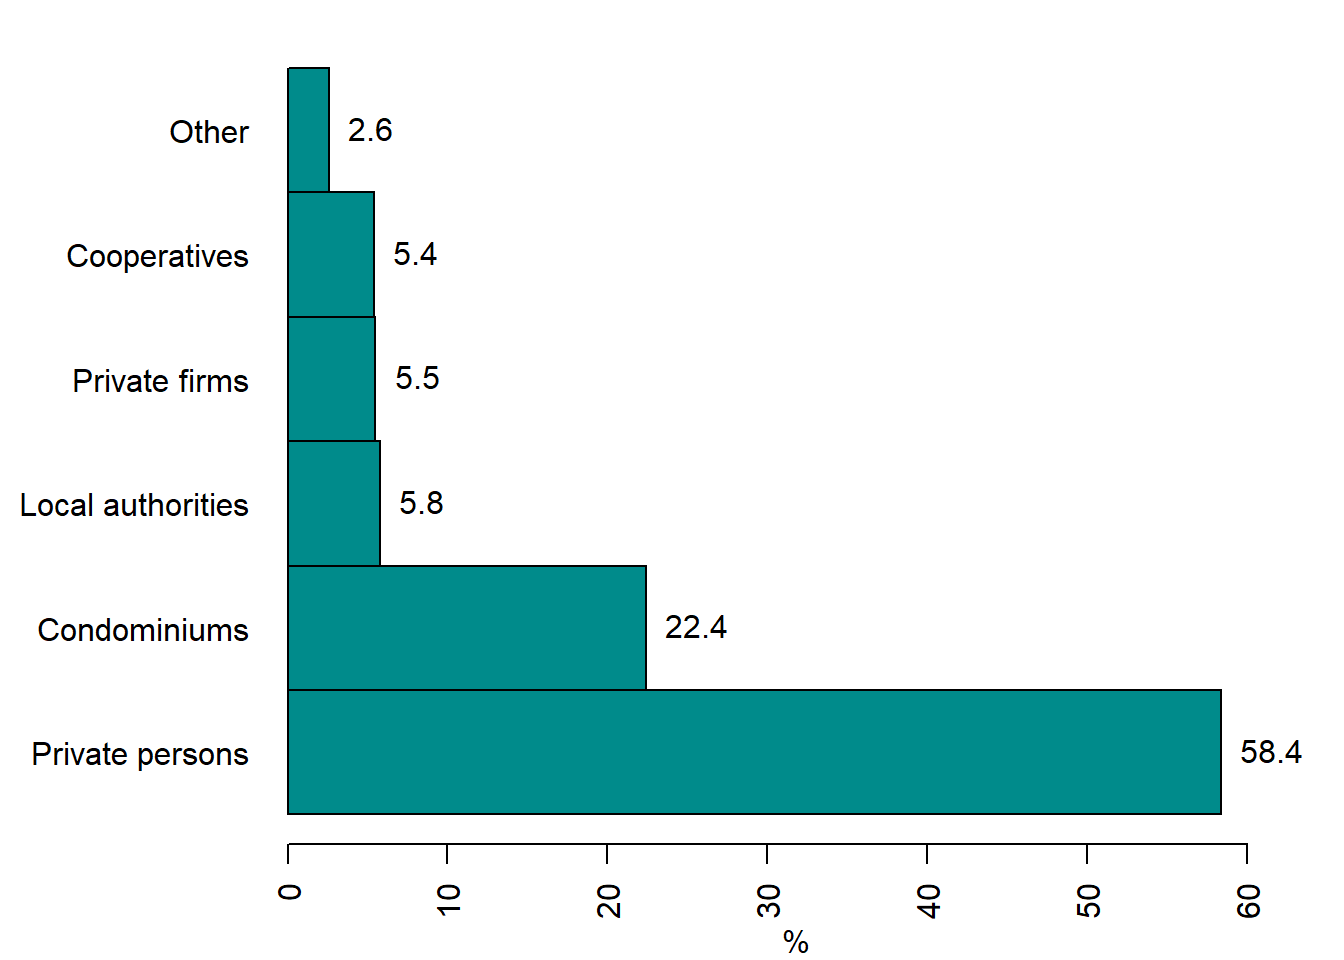 Other 2.6
Cooperatives 5.4
Private firms 5.5
Local authorities 5.8
Condominiums 22.4
Private persons 58.4
0 10 20 30 40 50 60
%